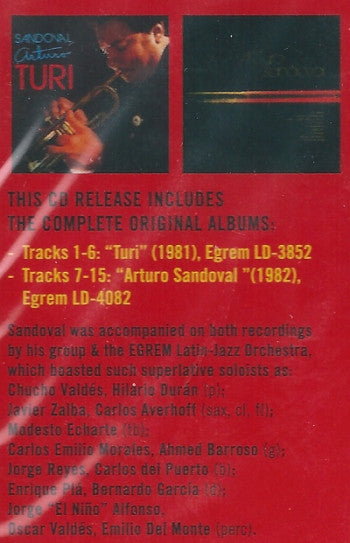 SANDOVAL
Arturo
TURI
Sandoval
THIS CD RELEASE INCLUDES
THE COMPLETE ORIGINAL ALBUMS:
- Tracks 1-6: “Turi” (1981), Egrem LD-3852
- Tracks 7-15: “Arturo Sandoval ”(1982),
Egrem LD-4082
Sandoval was accompanied on both recordings
by his group & the EGREM Latin-Jazz Orchestra,
which boasted such superlative soloists as:
Chucho Valdés, Hilario Durán (p);
Javier Zalba, Carlos Averhoff (sax, cl, fl);
Modesto Echarte (tb);
Carlos Emilio Morales, Ahmed Barroso (g);
Jorge Reyes, Carlos del Puerto (b);
Enrique Plá, Bernardo García (d);
Jorge “El Niño” Alfonso,
Oscar Valdés, Emilio Del Monte (perc).